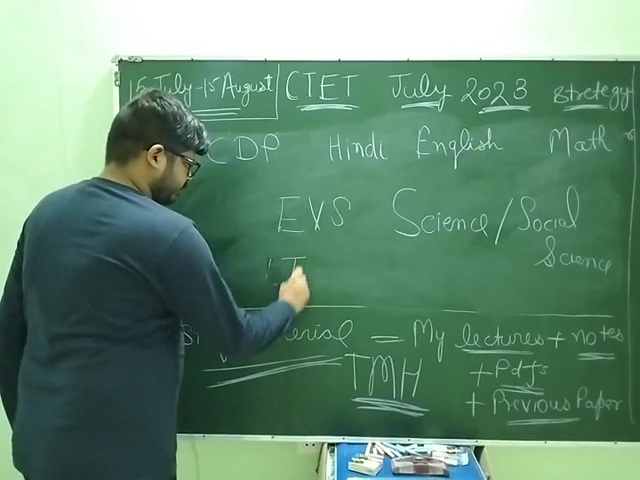 15 July - 15 August CTET July 2023 strategy
CDP Hindi English Math
EVS Science / Social
Science
= My lectures + notes
TMH + Pdfs
+ Previous Paper